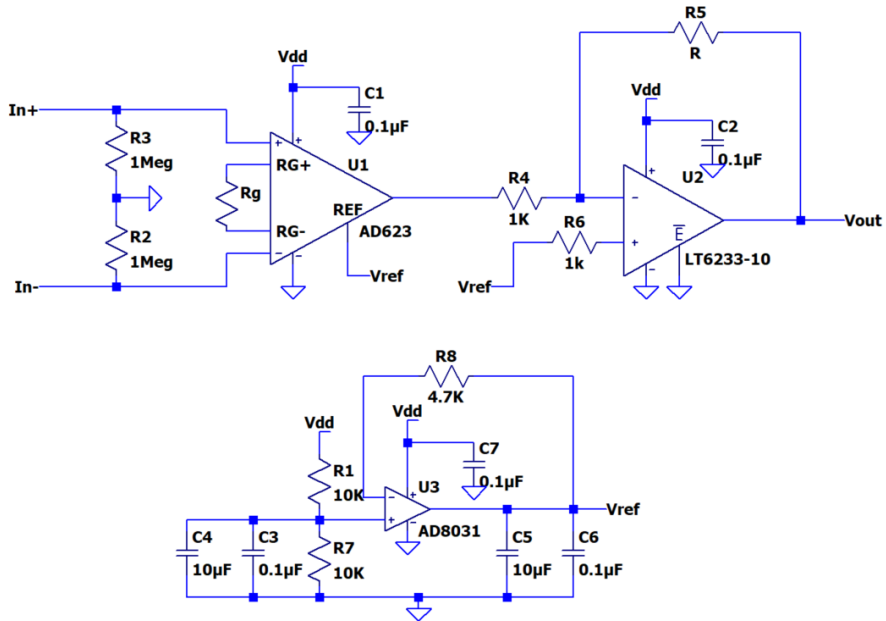 R5
R
Vdd
C1
0.1µF
In+
R3
1Meg
+
+
RG+
U1
Rg
REF
RG-
AD623
R2
1Meg
-
-
In-
Vref
Vdd
C2
0.1µF
U2
R4
1K
R6
1k
Vref
+
-
+
-
E
LT6233-10
Vout
R8
4.7K
Vdd
Vdd
C7
0.1µF
R1
10K
U3
-
+
+
-
AD8031
Vref
C4
10µF
C3
0.1µF
R7
10K
C5
10µF
C6
0.1µF